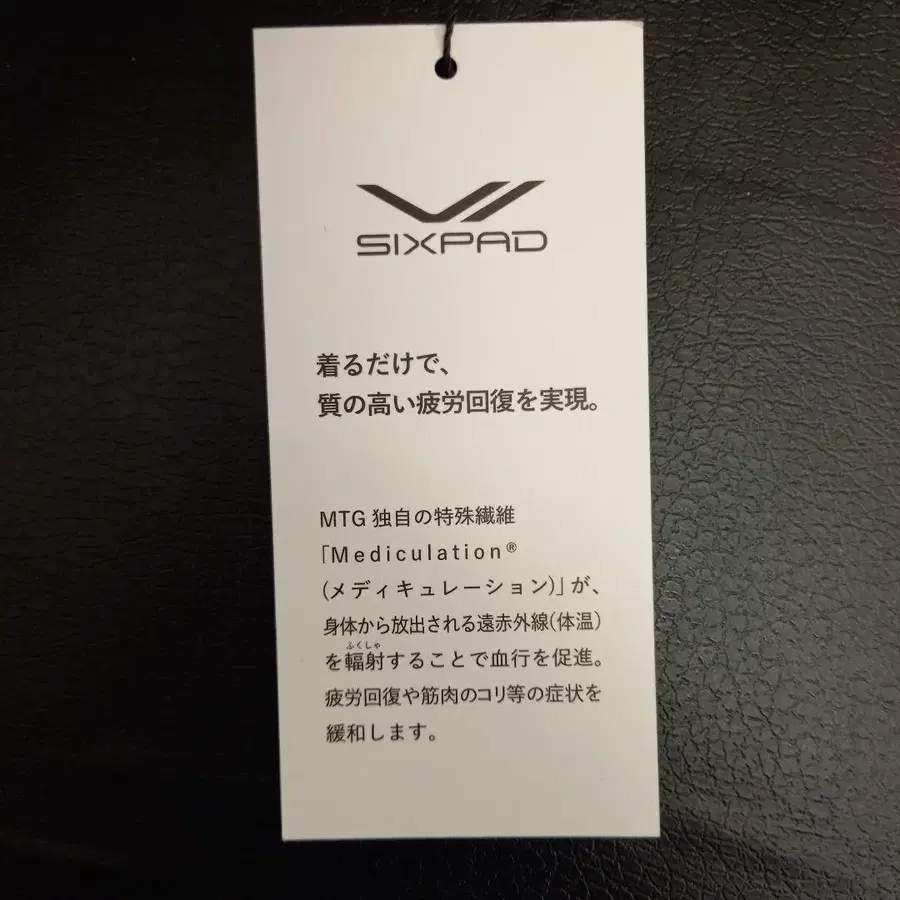 SIXPAD
着るだけで、
質の高い疲労回復を実現。
MTG 独自の特殊繊維
「Mediculation®
(メディキュレーション)」が、
身体から放出される遠赤外線(体温)
ふくしゃ
を輻射することで血行を促進。
疲労回復や筋肉のコリ等の症状を
緩和します。